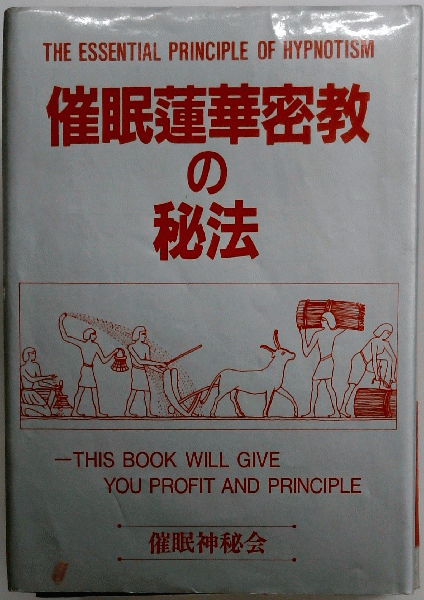 THE ESSENTIAL PRINCIPLE OF HYPNOTISM
催眠蓮華密教
の
秘法
—THIS BOOK WILL GIVE
YOU PROFIT AND PRINCIPLE
催眠神秘会